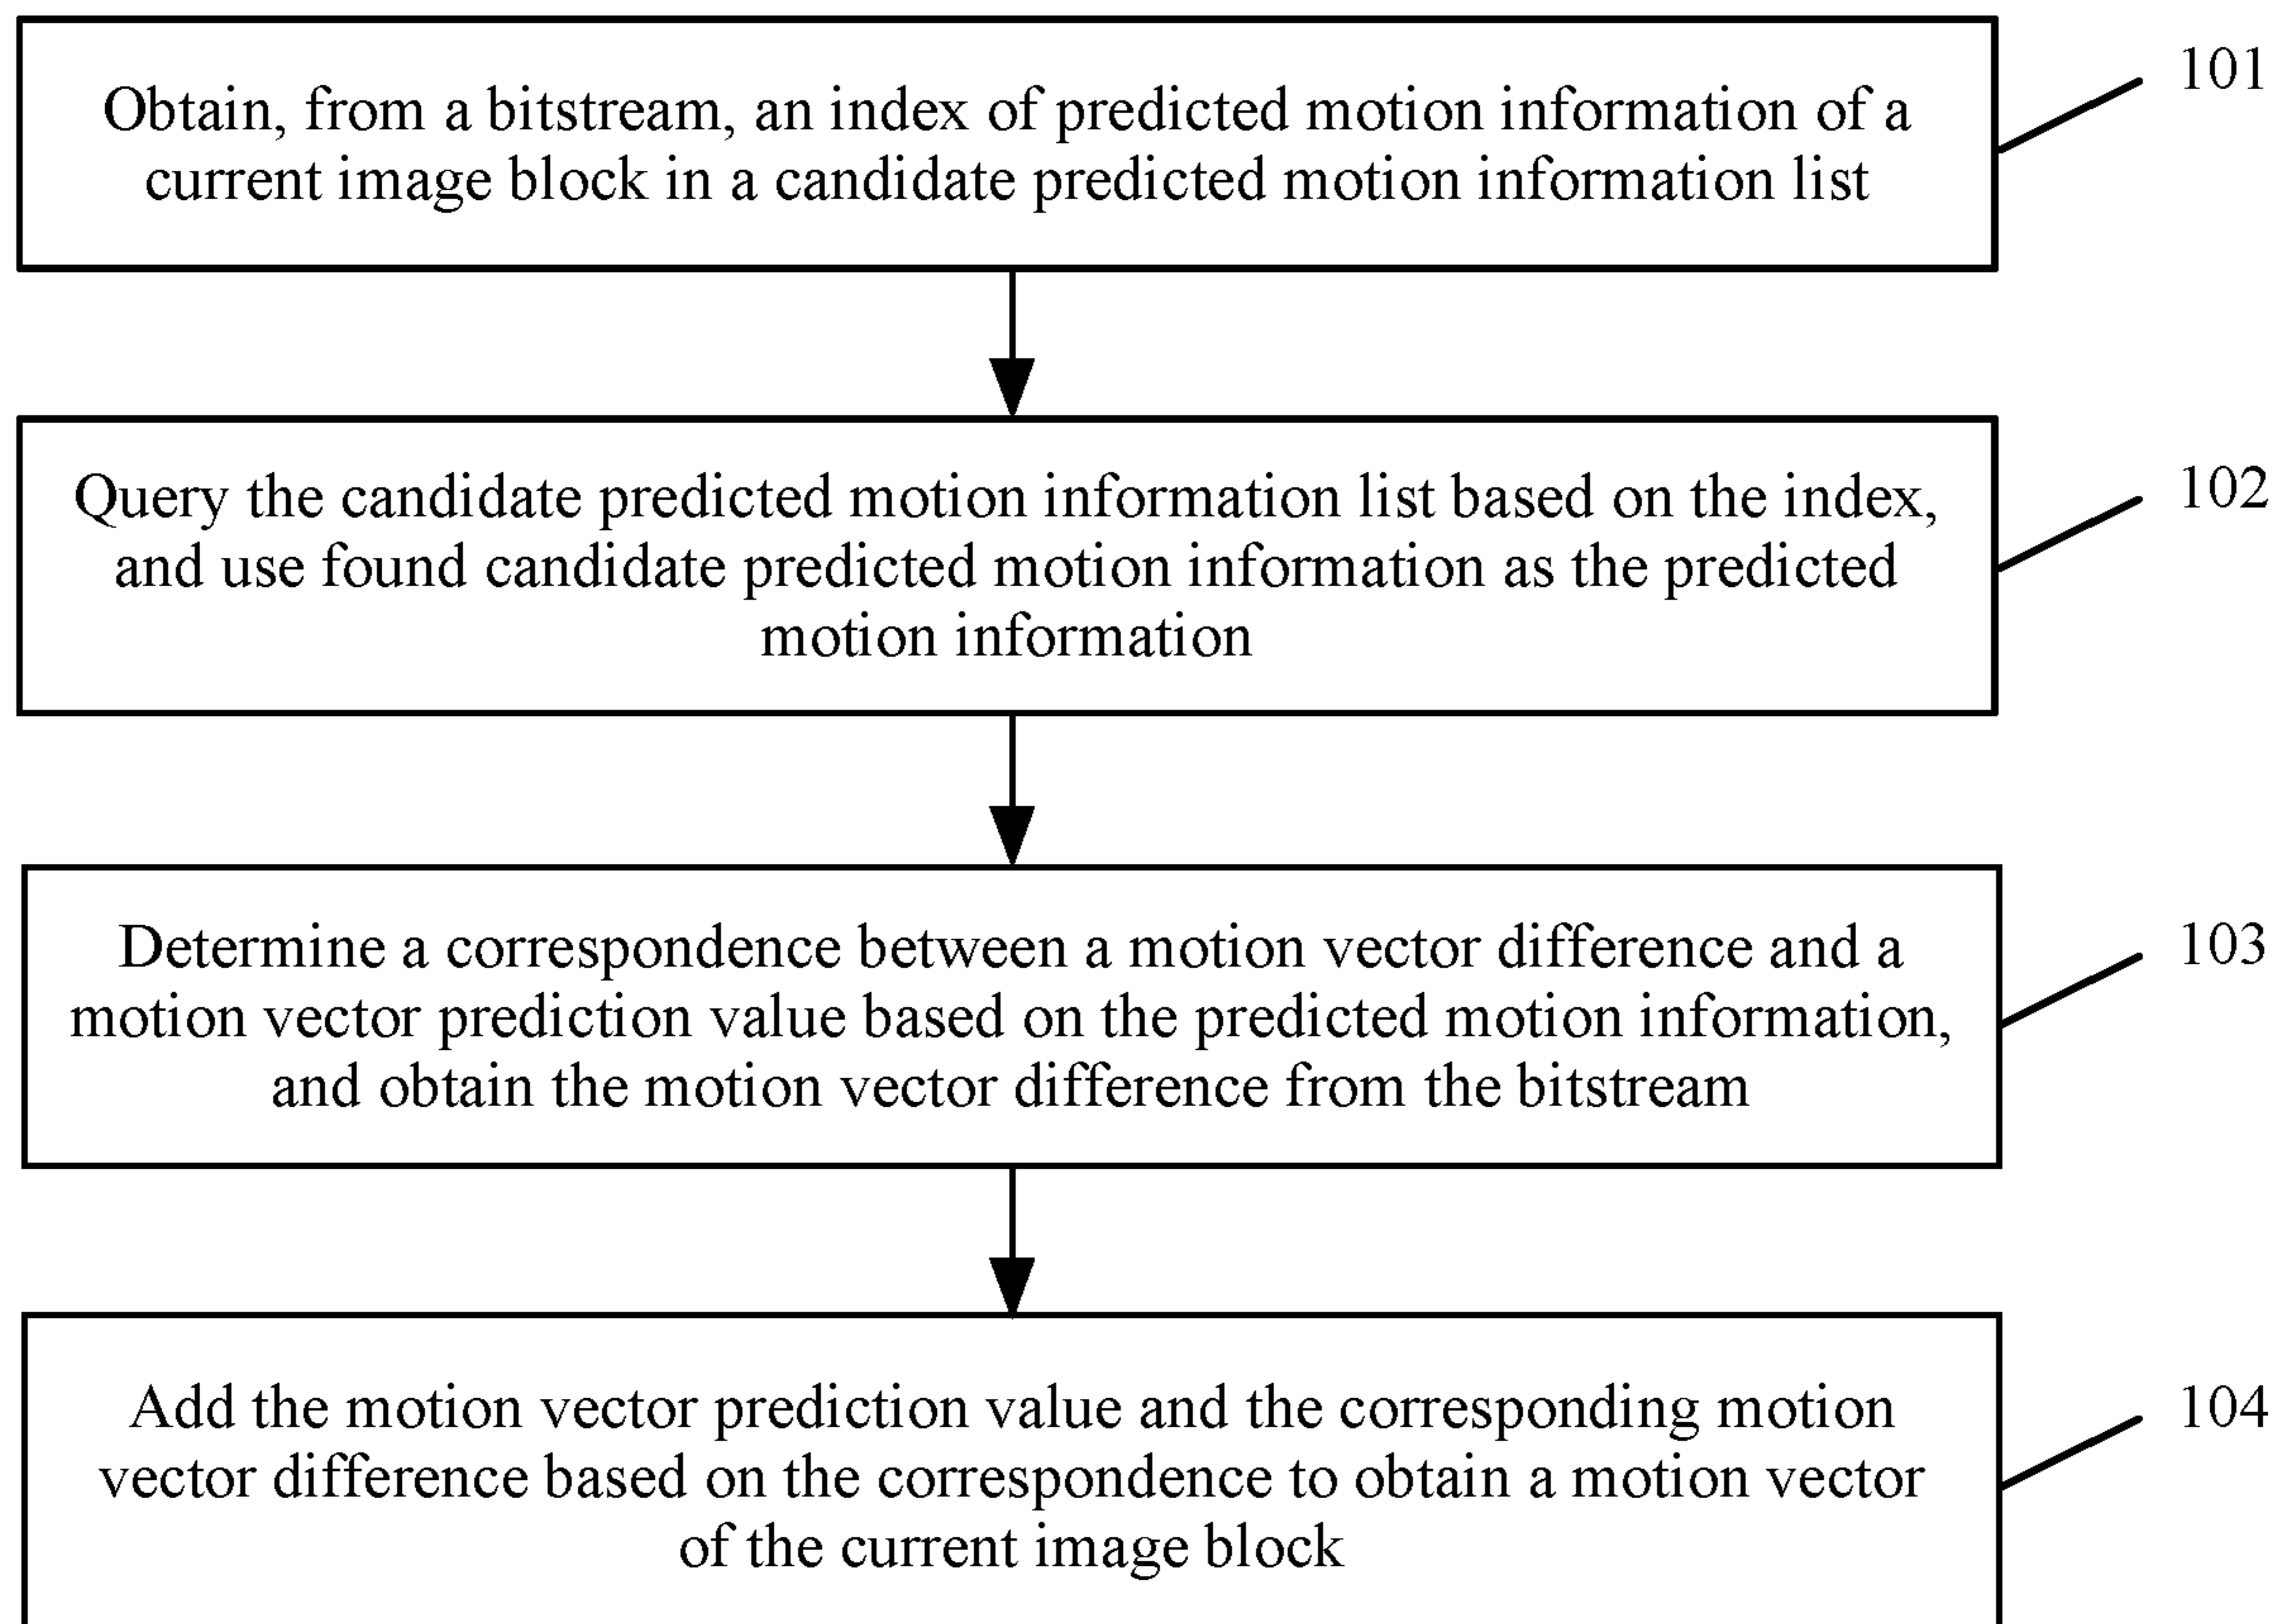 Obtain, from a bitstream, an index of predicted motion information of a
current image block in a candidate predicted motion information list
101
Query the candidate predicted motion information list based on the index,
and use found candidate predicted motion information as the predicted
motion information
102
Determine a correspondence between a motion vector difference and a
motion vector prediction value based on the predicted motion information,
and obtain the motion vector difference from the bitstream
103
Add the motion vector prediction value and the corresponding motion
vector difference based on the correspondence to obtain a motion vector
of the current image block
104